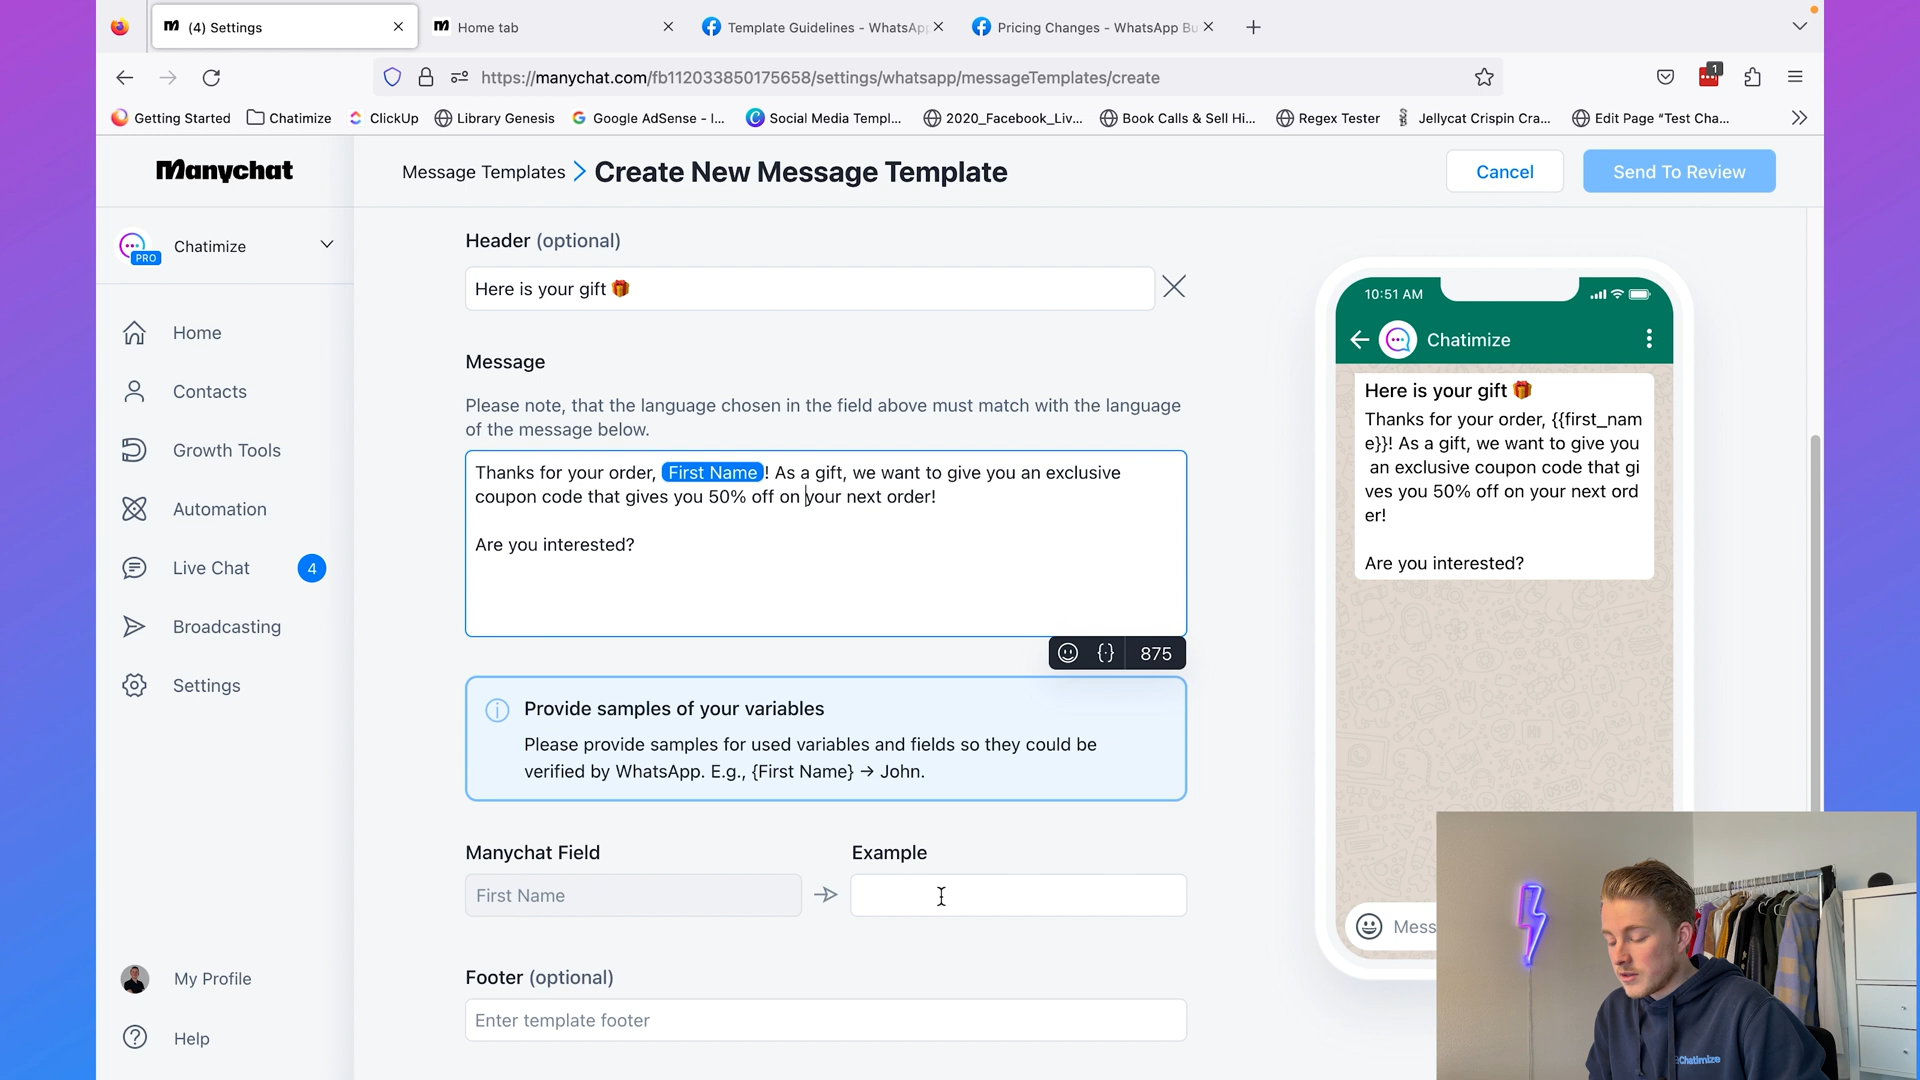 (4) Settings
Home tab
Template Guidelines - WhatsApp
Pricing Changes - WhatsApp Bu
https://manychat.com/fb112033850175658/settings/whatsapp/messageTemplates/create
1
Getting Started
Chatimize
ClickUp
Library Genesis
Google AdSense - I...
Social Media Templ...
2020_Facebook_Liv...
Book Calls & Sell Hi...
Regex Tester
Jellycat Crispin Cra...
Edit Page “Test Cha...
Manychat
Message Templates
Create New Message Template
Cancel
Send To Review
PRO
Chatimize
Home
Contacts
Growth Tools
Automation
Live Chat
4
Broadcasting
Settings
My Profile
Help
Header (optional)
Here is your gift 🎁
Message
Please note, that the language chosen in the field above must match with the language
of the message below.
Thanks for your order, First Name! As a gift, we want to give you an exclusive
coupon code that gives you 50% off on your next order!
Are you interested?
875
Provide samples of your variables
Please provide samples for used variables and fields so they could be
verified by WhatsApp. E.g., {First Name} → John.
Manychat Field
Example
First Name
Footer (optional)
Enter template footer
10:51 AM
Chatimize
Here is your gift 🎁
Thanks for your order, {{first_nam
e}}! As a gift, we want to give you
an exclusive coupon code that gi
ves you 50% off on your next ord
er!
Are you interested?
Mess
Chatimize